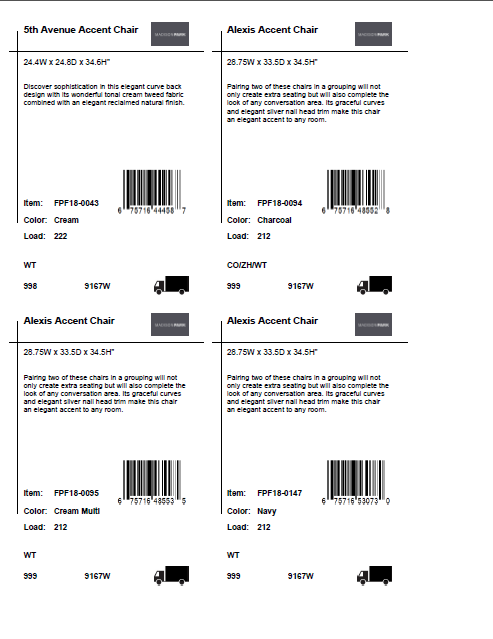 5th Avenue Accent Chair
MADISON PARK
24.4W x 24.8D x 34.6H"
Discover sophistication in this elegant curve back
design with its wonderful tonal cream tweed fabric
combined with an elegant reclaimed natural finish.
Item: FPF18-0043
6 75716 44458 7
Color: Cream
Load: 222
WT
998 9167W
Alexis Accent Chair
MADISON PARK
28.75W x 33.5D x 34.5H"
Pairing two of these chairs in a grouping will not
only create extra seating but will also complete the
look of any conversation area. Its graceful curves
and elegant silver nail head trim make this chair
an elegant accent to any room.
Item: FPF18-0094
6 75716 48552 8
Color: Charcoal
Load: 212
CO/ZH/WT
999 9167W
Alexis Accent Chair
MADISON PARK
28.75W x 33.5D x 34.5H"
Pairing two of these chairs in a grouping will not
only create extra seating but will also complete the
look of any conversation area. Its graceful curves
and elegant silver nail head trim make this chair
an elegant accent to any room.
Item: FPF18-0095
6 75716 48553 5
Color: Cream Multi
Load: 212
WT
999 9167W
Alexis Accent Chair
MADISON PARK
28.75W x 33.5D x 34.5H"
Pairing two of these chairs in a grouping will not
only create extra seating but will also complete the
look of any conversation area. Its graceful curves
and elegant silver nail head trim make this chair
an elegant accent to any room.
Item: FPF18-0147
6 75716 53073 0
Color: Navy
Load: 212
WT
999 9167W